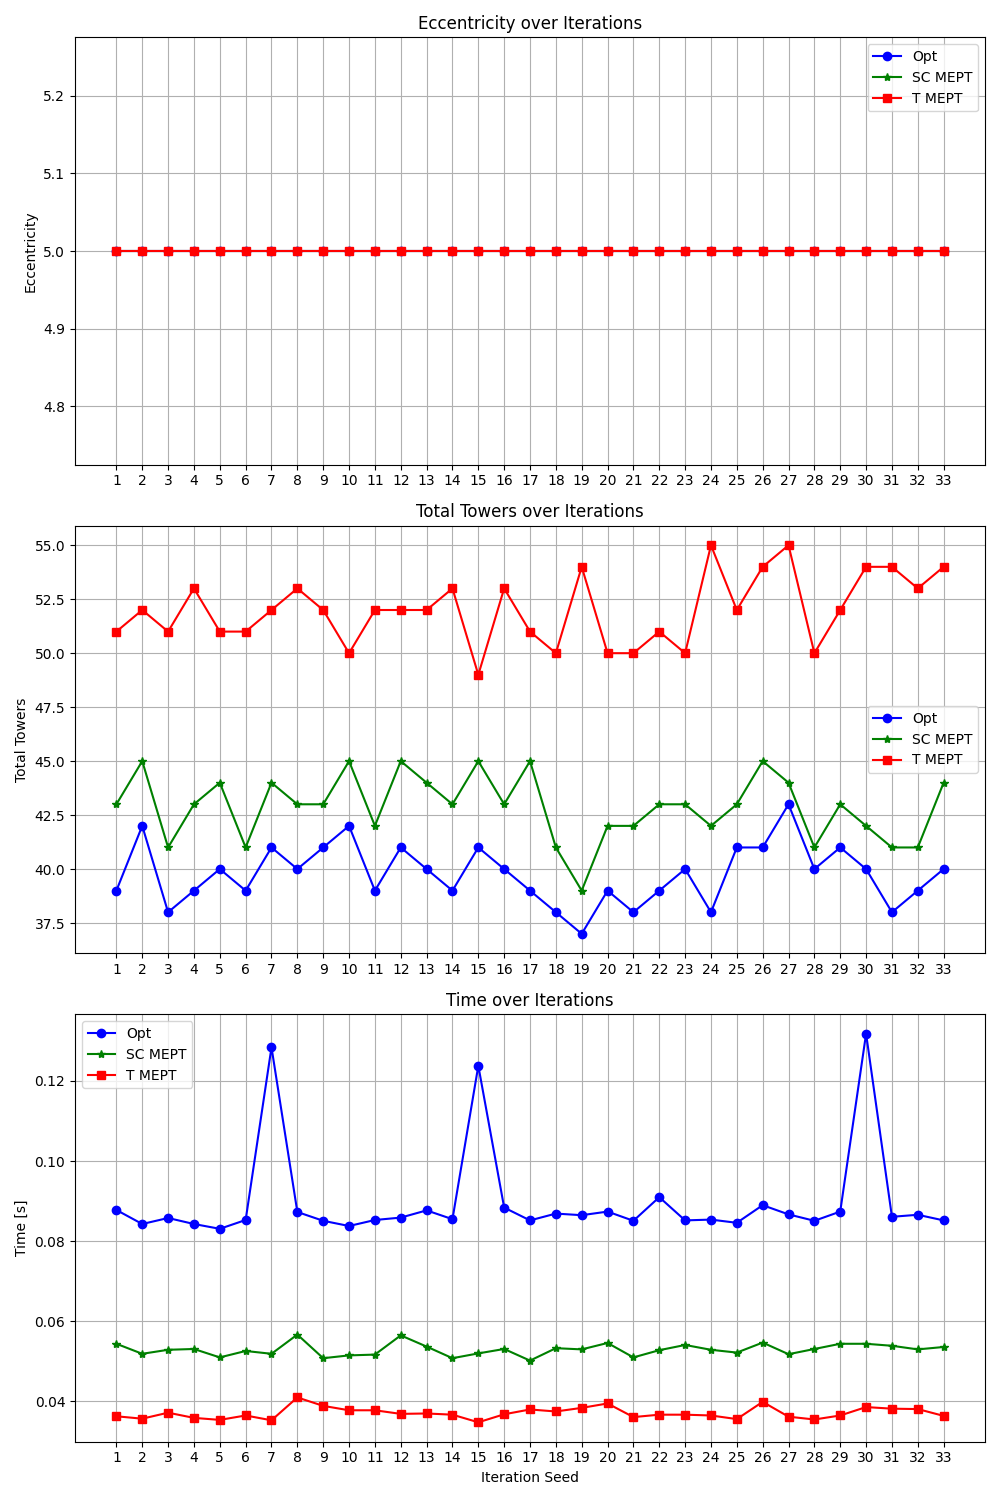 Eccentricity over Iterations
Opt
SC MEPT
T MEPT
5.2
5.1
5.0
4.9
4.8
Eccentricity
1 2 3 4 5 6 7 8 9 10 11 12 13 14 15 16 17 18 19 20 21 22 23 24 25 26 27 28 29 30 31 32 33
Total Towers over Iterations
55.0
52.5
50.0
47.5
45.0
42.5
40.0
37.5
Total Towers
Opt
SC MEPT
T MEPT
1 2 3 4 5 6 7 8 9 10 11 12 13 14 15 16 17 18 19 20 21 22 23 24 25 26 27 28 29 30 31 32 33
Time over Iterations
Opt
SC MEPT
T MEPT
0.12
0.10
0.08
0.06
0.04
Time [s]
1 2 3 4 5 6 7 8 9 10 11 12 13 14 15 16 17 18 19 20 21 22 23 24 25 26 27 28 29 30 31 32 33
Iteration Seed